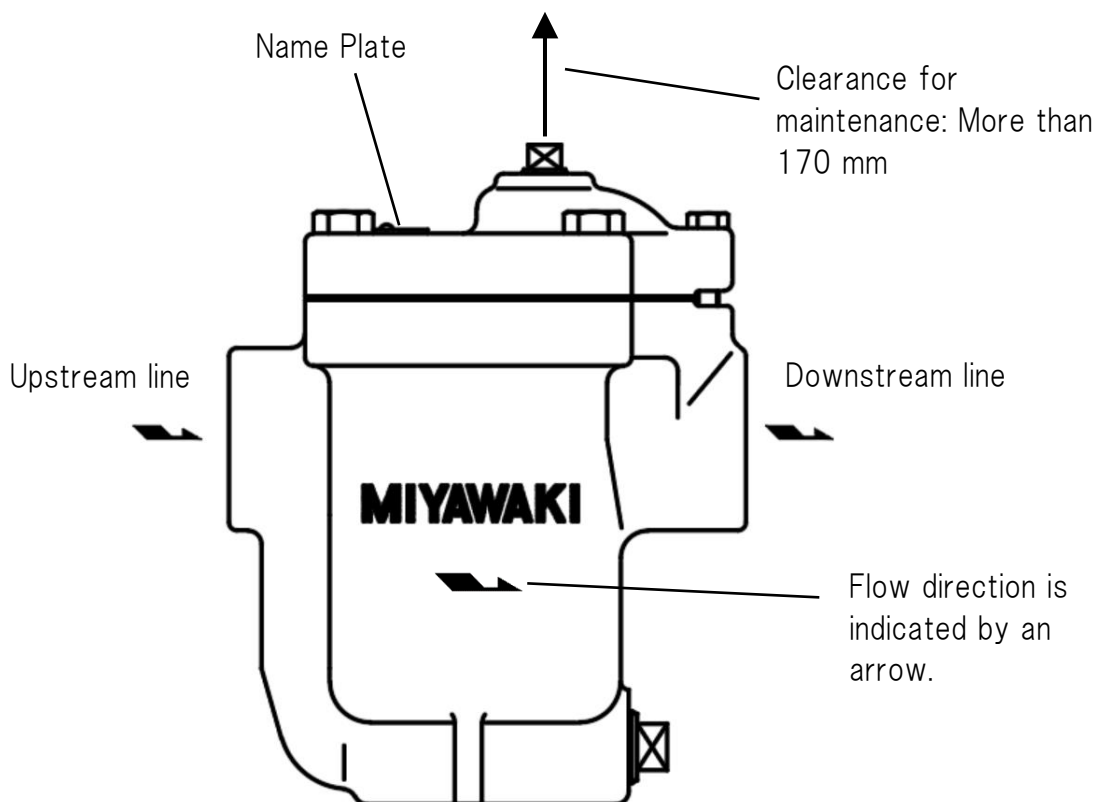 Name Plate
Clearance for
maintenance: More than
170 mm
Upstream line
Downstream line
MIYAWAKI
Flow direction is
indicated by an
arrow.